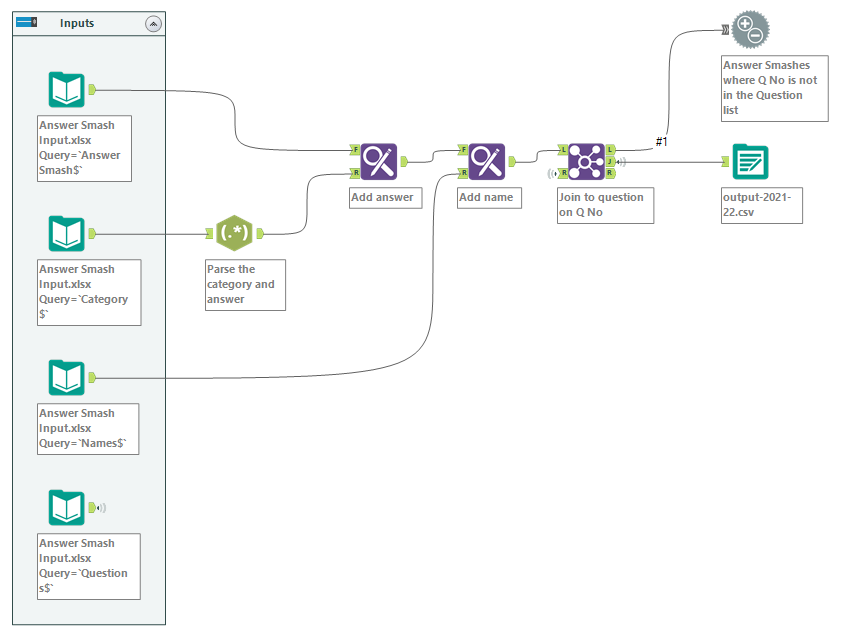 Inputs
Answer Smash
Input.xlsx
Query=`Answer
Smash$`
Answer Smash
Input.xlsx
Query=`Category
$`
Answer Smash
Input.xlsx
Query=`Names$`
Answer Smash
Input.xlsx
Query=`Question
s$`
(.*)
Parse the
category and
answer
F
R
Add answer
F
R
Add name
L
R
L
J
R
Join to question
on Q No
#1
Answer Smashes
where Q No is not
in the Question
list
output-2021-
22.csv